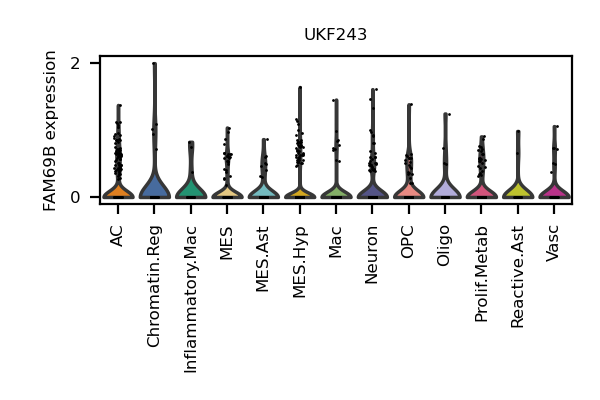 UKF243
FAM69B expression
2
0
AC
Chromatin.Reg
Inflammatory.Mac
MES
MES.Ast
MES.Hyp
Mac
Neuron
OPC
Oligo
Prolif.Metab
Reactive.Ast
Vasc